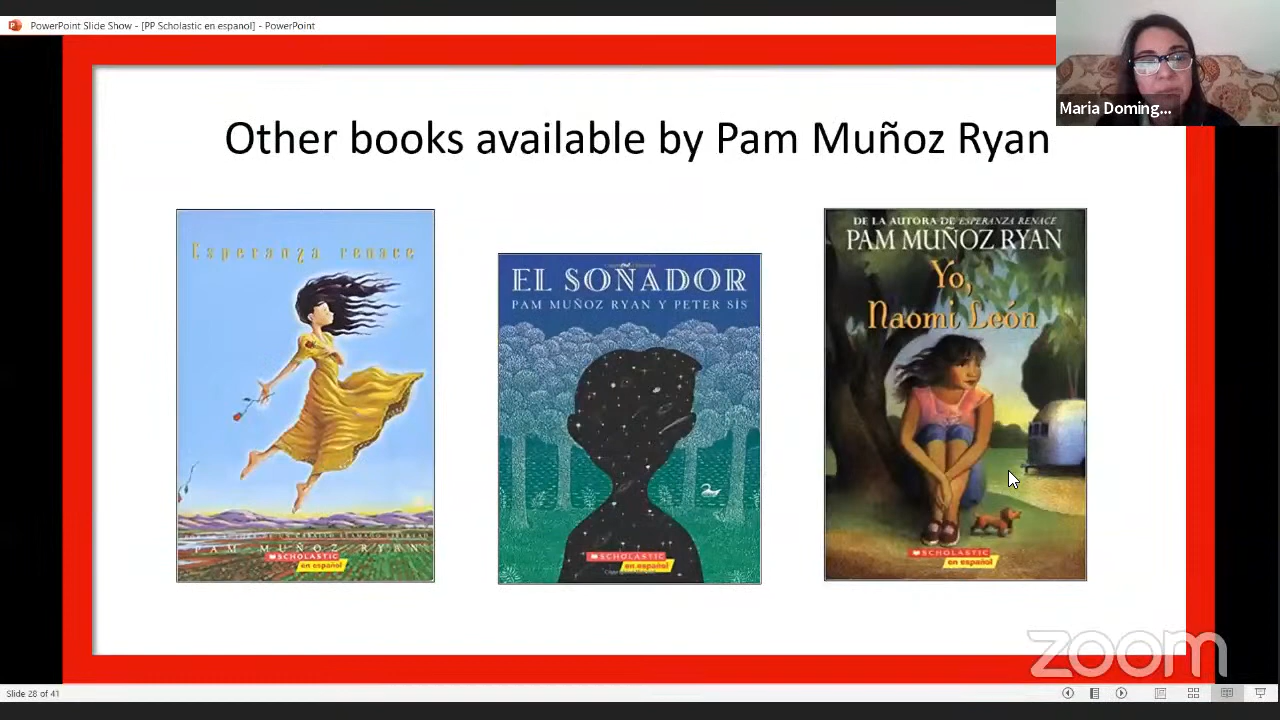 PowerPoint Slide Show - [PP Scholastic en espanol] - PowerPoint
Maria Doming...
Other books available by Pam Muñoz Ryan
Esperanza renace
PAM MUÑOZ RYAN
SCHOLASTIC
en español
EL SOÑADOR
PAM MUÑOZ RYAN Y PETER SÍS
SCHOLASTIC
en español
DE LA AUTORA DE ESPERANZA RENACE
PAM MUÑOZ RYAN
Yo,
Naomi León
SCHOLASTIC
en español
zoom
Slide 28 of 41